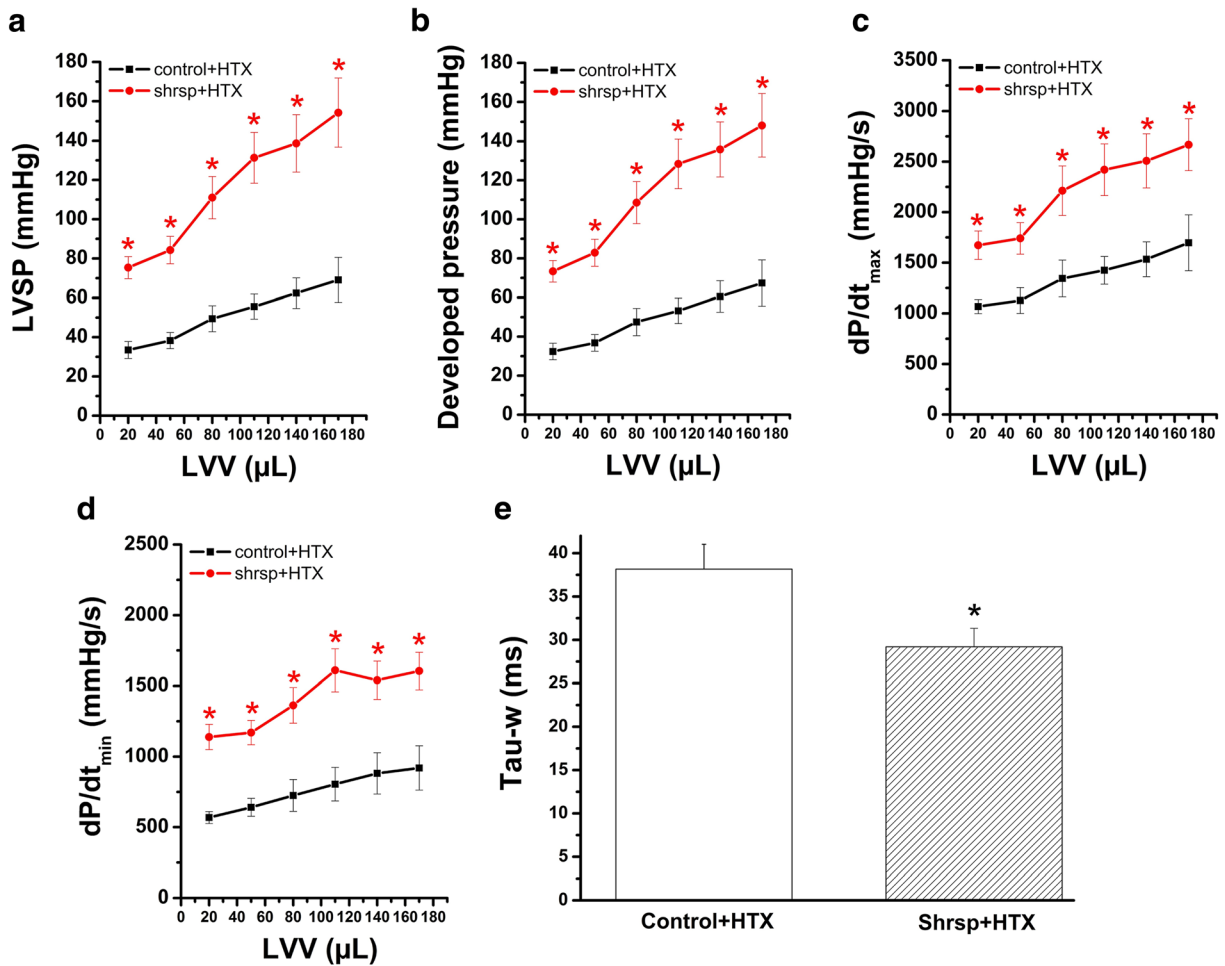 a
LVSP (mmHg)
180
160
140
120
100
80
60
40
20
0
control+HTX
shrsp+HTX
*
*
*
*
*
*
0 20 40 60 80 100 120 140 160 180
LVV (µL)
b
Developed pressure (mmHg)
180
160
140
120
100
80
60
40
20
0
control+HTX
shrsp+HTX
*
*
*
*
*
*
0 20 40 60 80 100 120 140 160 180
LVV (µL)
c
dP/dtmax (mmHg/s)
3500
3000
2500
2000
1500
1000
500
0
control+HTX
shrsp+HTX
*
*
*
*
*
*
0 20 40 60 80 100 120 140 160 180
LVV (µL)
d
dP/dtmin (mmHg/s)
2500
2000
1500
1000
500
0
control+HTX
shrsp+HTX
*
*
*
*
*
*
0 20 40 60 80 100 120 140 160 180
LVV (µL)
e
Tau-w (ms)
40
35
30
25
20
15
10
5
0
*
Control+HTX
Shrsp+HTX